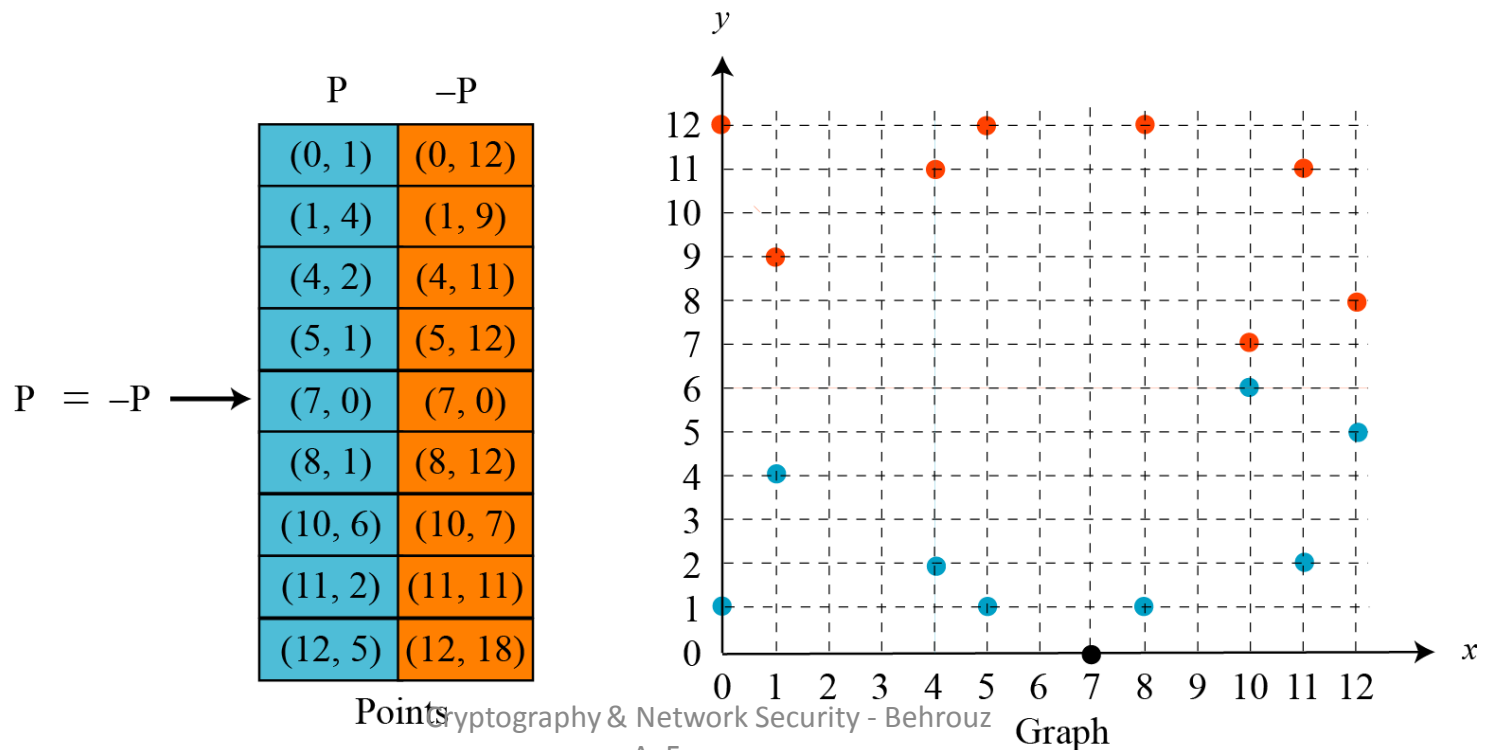 P –P
(0, 1) (0, 12)
(1, 4) (1, 9)
(4, 2) (4, 11)
(5, 1) (5, 12)
P = –P (7, 0) (7, 0)
(8, 1) (8, 12)
(10, 6) (10, 7)
(11, 2) (11, 11)
(12, 5) (12, 18)
Points
y
12
11
10
9
8
7
6
5
4
3
2
1
0
x
0 1 2 3 4 5 6 7 8 9 10 11 12
Graph
Cryptography & Network Security - Behrouz